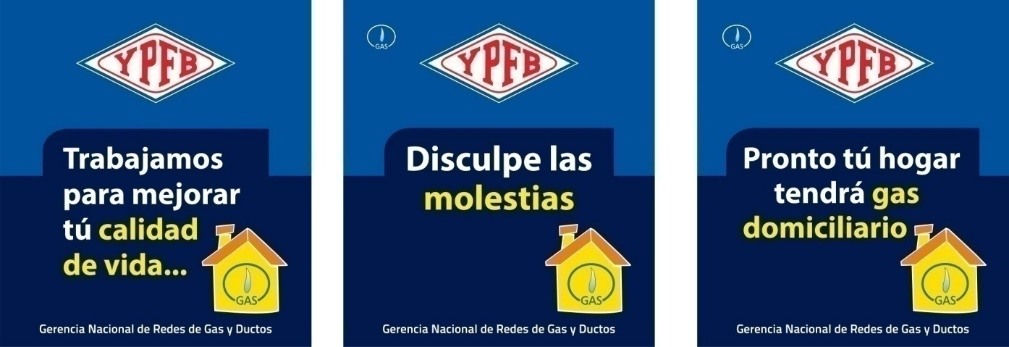 YPFB
Trabajamos
para mejorar
tú calidad
de vida...
GAS
Gerencia Nacional de Redes de Gas y Ductos
GAS
YPFB
Disculpe las
molestias
GAS
Gerencia Nacional de Redes de Gas y Ductos
GAS
YPFB
Pronto tú hogar
tendrá gas
domiciliario
GAS
Gerencia Nacional de Redes de Gas y Ductos